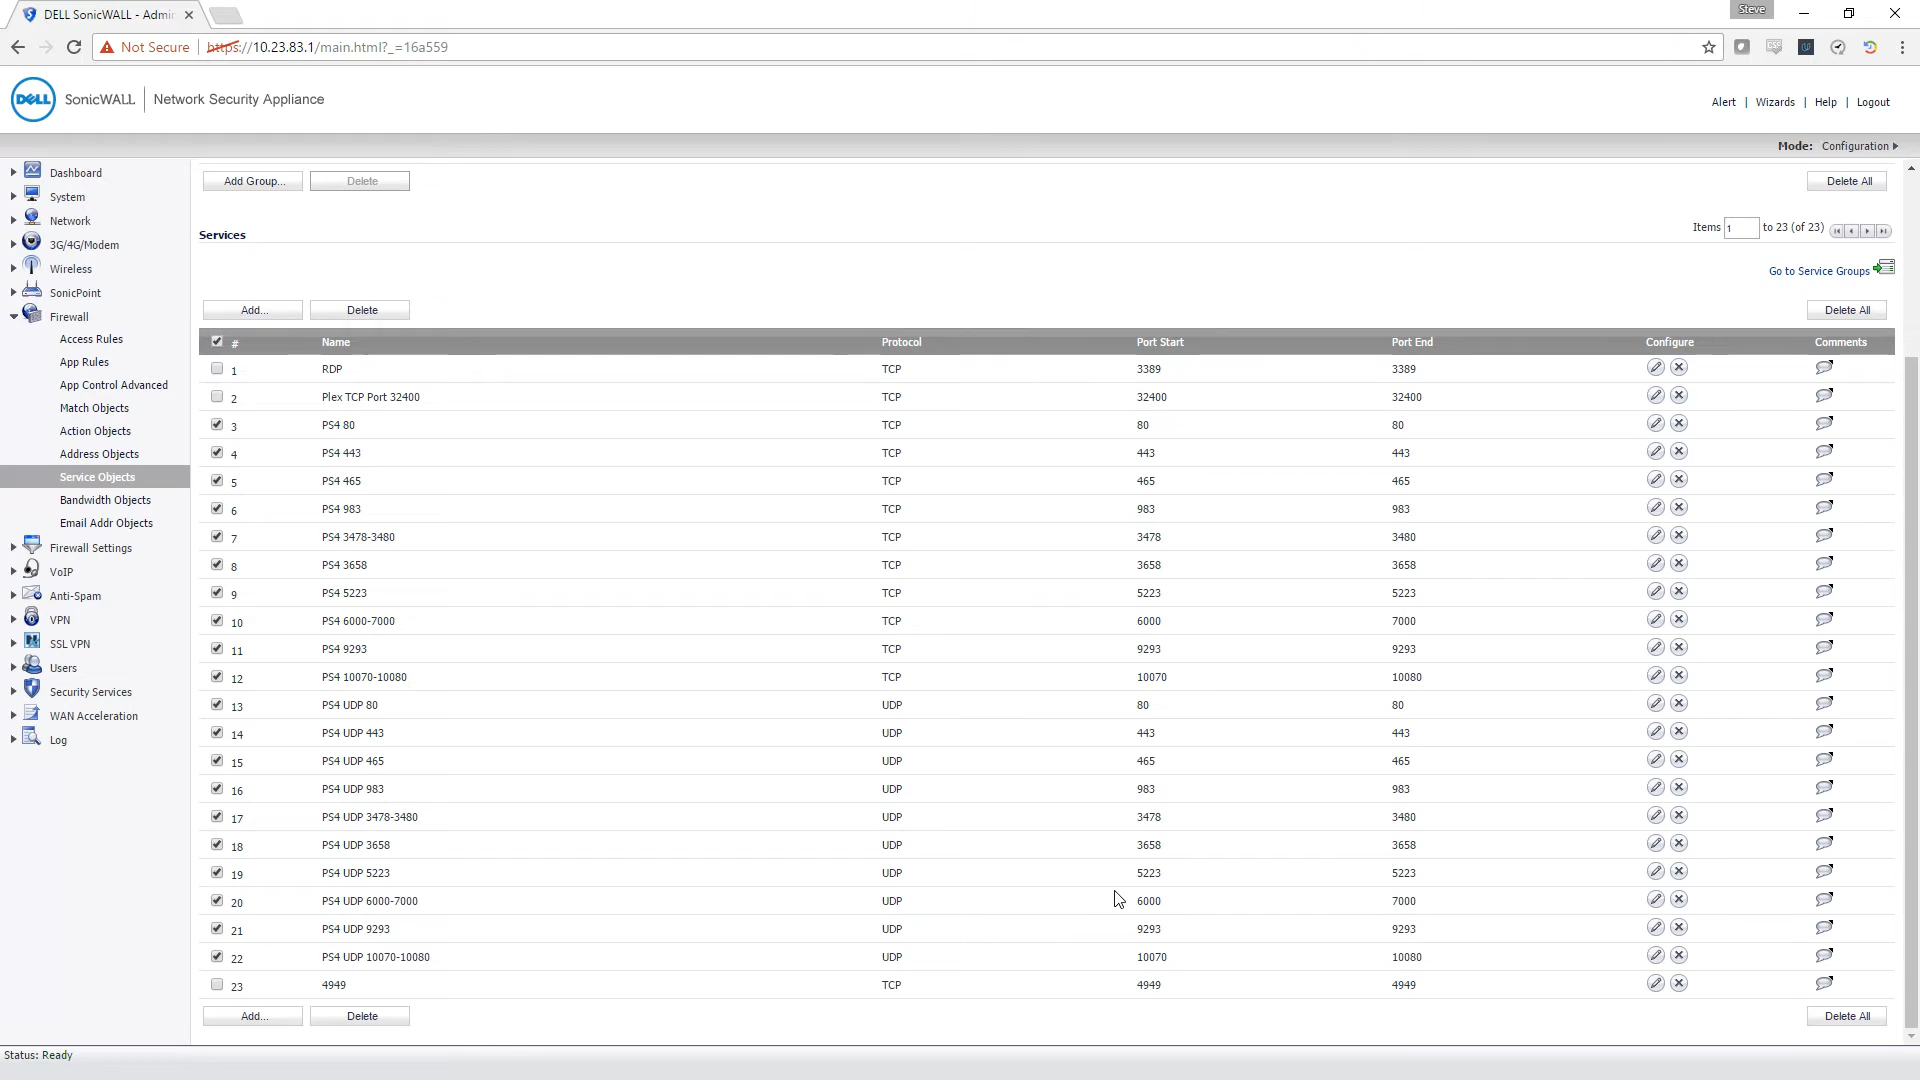 DELL SonicWALL - Admin
Steve
Not Secure https://10.23.83.1/main.html?_=16a559
DELL SonicWALL Network Security Appliance
Alert | Wizards | Help | Logout
Mode: Configuration
Dashboard
System
Network
3G/4G/Modem
Wireless
SonicPoint
Firewall
Access Rules
App Rules
App Control Advanced
Match Objects
Action Objects
Address Objects
Service Objects
Bandwidth Objects
Email Addr Objects
Firewall Settings
VoIP
Anti-Spam
VPN
SSL VPN
Users
Security Services
WAN Acceleration
Log
Add Group... Delete Delete All
Services Items 1 to 23 (of 23)
Go to Service Groups
Add... Delete Delete All
# Name Protocol Port Start Port End Configure Comments
1 RDP TCP 3389 3389
2 Plex TCP Port 32400 TCP 32400 32400
3 PS4 80 TCP 80 80
4 PS4 443 TCP 443 443
5 PS4 465 TCP 465 465
6 PS4 983 TCP 983 983
7 PS4 3478-3480 TCP 3478 3480
8 PS4 3658 TCP 3658 3658
9 PS4 5223 TCP 5223 5223
10 PS4 6000-7000 TCP 6000 7000
11 PS4 9293 TCP 9293 9293
12 PS4 10070-10080 TCP 10070 10080
13 PS4 UDP 80 UDP 80 80
14 PS4 UDP 443 UDP 443 443
15 PS4 UDP 465 UDP 465 465
16 PS4 UDP 983 UDP 983 983
17 PS4 UDP 3478-3480 UDP 3478 3480
18 PS4 UDP 3658 UDP 3658 3658
19 PS4 UDP 5223 UDP 5223 5223
20 PS4 UDP 6000-7000 UDP 6000 7000
21 PS4 UDP 9293 UDP 9293 9293
22 PS4 UDP 10070-10080 UDP 10070 10080
23 4949 TCP 4949 4949
Add... Delete Delete All
Status: Ready